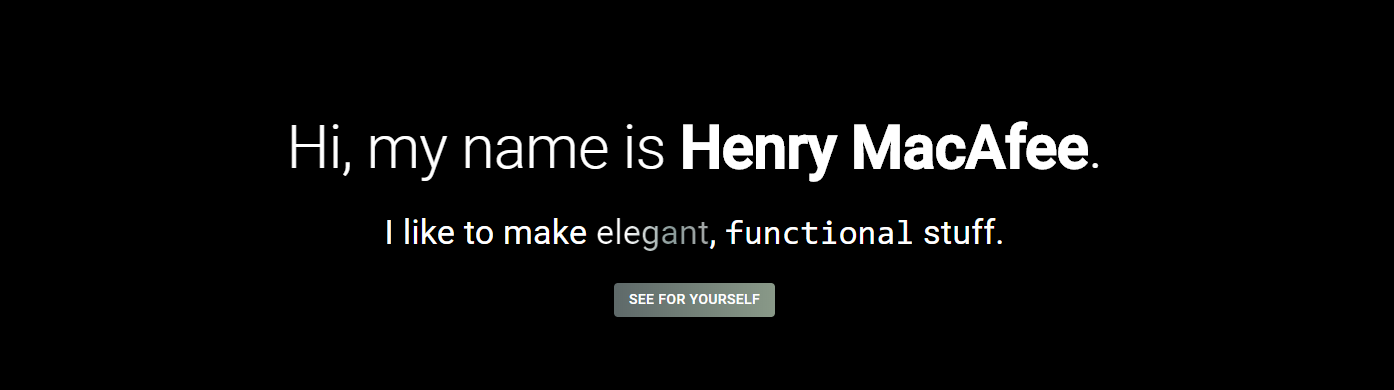 Hi, my name is Henry MacAfee.
I like to make elegant, functional stuff.
SEE FOR YOURSELF